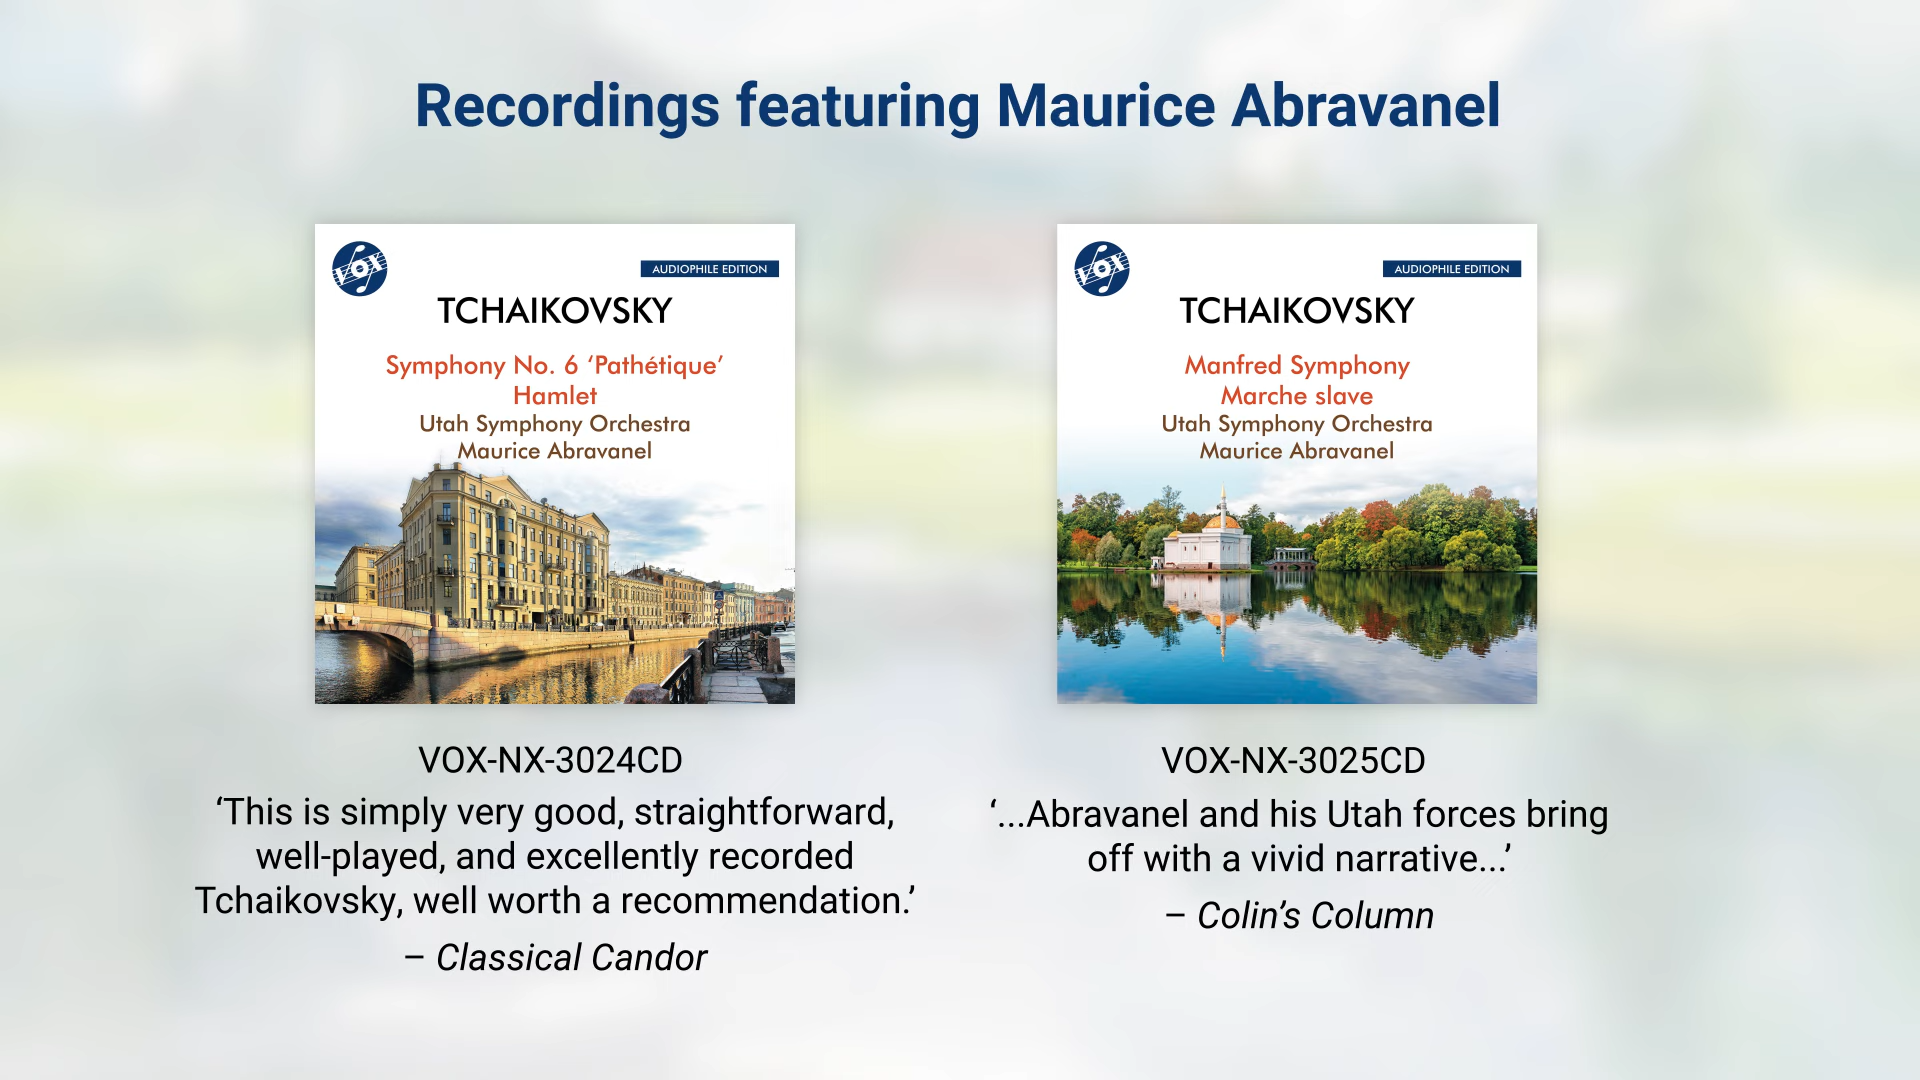 Recordings featuring Maurice Abravanel
VOX
AUDIOPHILE EDITION
TCHAIKOVSKY
Symphony No. 6 ‘Pathétique’
Hamlet
Utah Symphony Orchestra
Maurice Abravanel
VOX-NX-3024CD
‘This is simply very good, straightforward,
well-played, and excellently recorded
Tchaikovsky, well worth a recommendation.’
– Classical Candor
VOX
AUDIOPHILE EDITION
TCHAIKOVSKY
Manfred Symphony
Marche slave
Utah Symphony Orchestra
Maurice Abravanel
VOX-NX-3025CD
‘...Abravanel and his Utah forces bring
off with a vivid narrative...’
– Colin’s Column